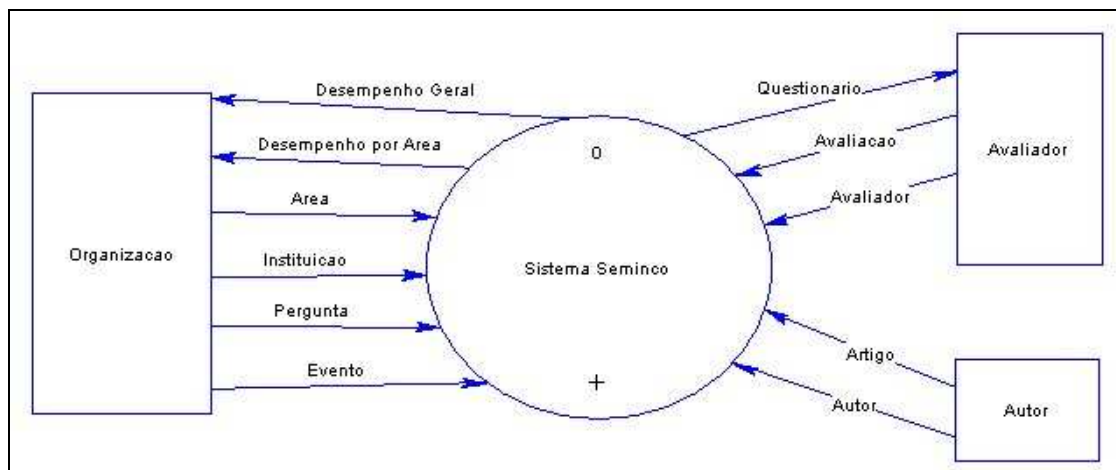 Desempenho Geral
Desempenho por Area
Area
Instituicao
Pergunta
Evento
Organizacao
0
Sistema Seminco
+
Questionario
Avaliacao
Avaliador
Avaliador
Artigo
Autor
Autor